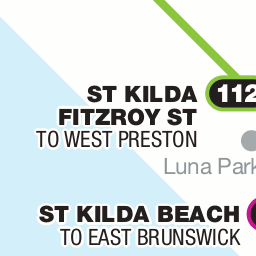 ST KILDA
FITZROY ST
TO WEST PRESTON
112
Luna Park
ST KILDA BEACH
TO EAST BRUNSWICK